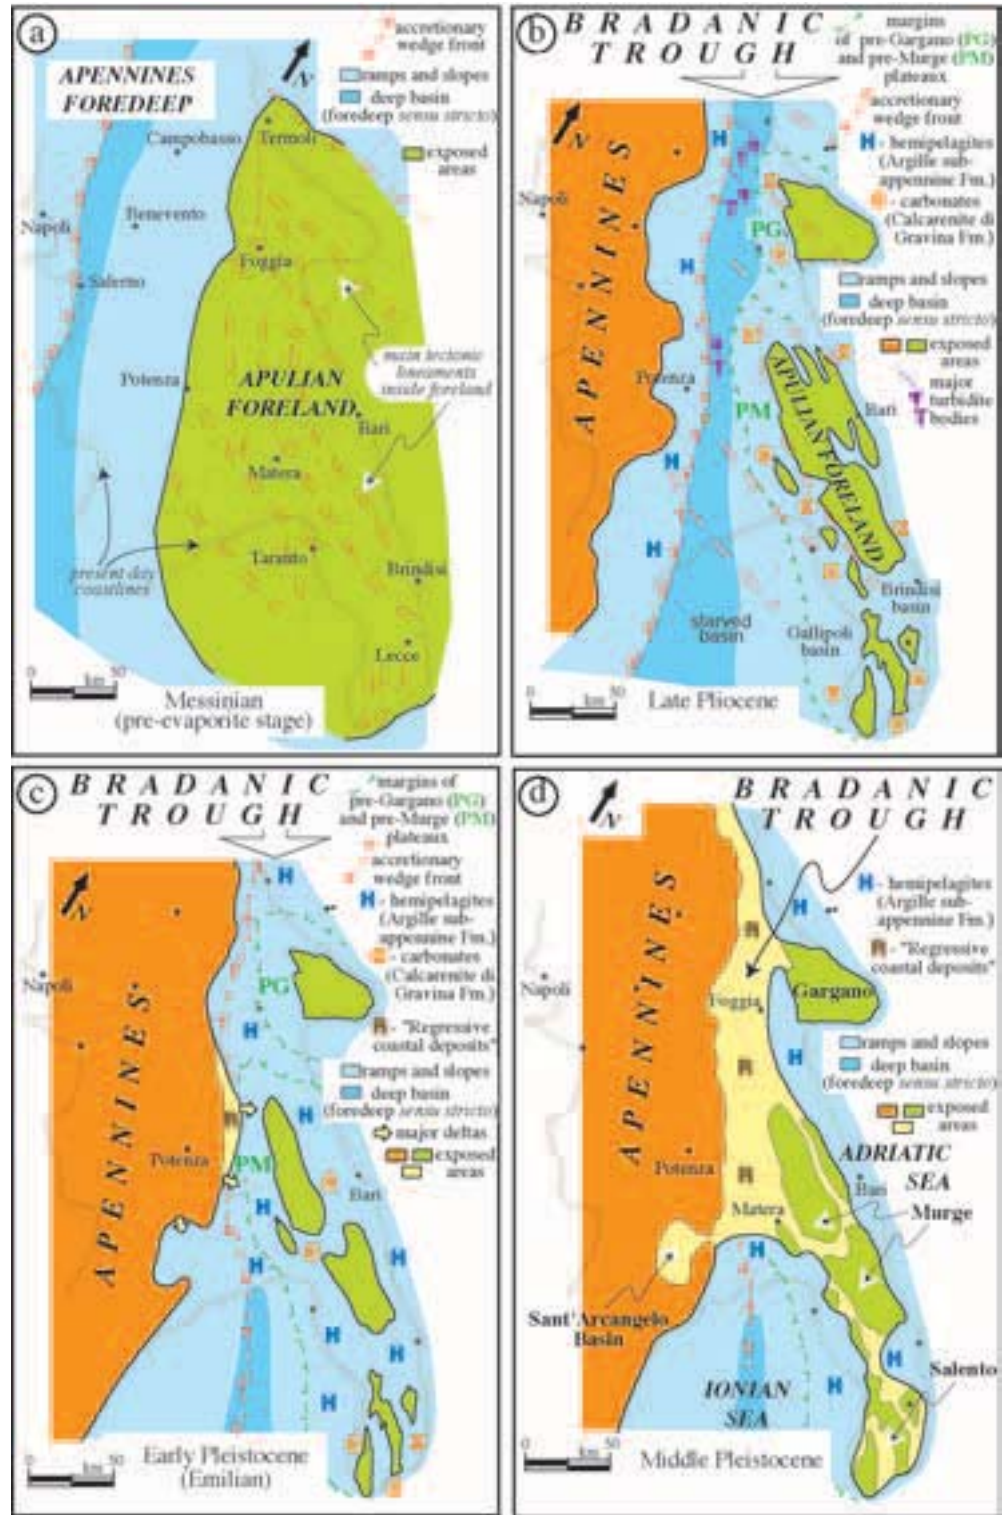 a
accretionary
wedge front
APENNINES
FOREDEEP
N
ramps and slopes
deep basin
(foredeep sensu stricto)
exposed
areas
Campobasso
Termoli
Napoli
Benevento
Foggia
Salerno
main tectonic
lineaments
inside foreland
Potenza
APULIAN
FORELAND
Bari
Matera
Taranto
Brindisi
present day
coastlines
Lecce
0 50
km
Messinian
(pre-evaporite stage)
b
BRADANIC
TROUGH
margins
of pre-Gargano (PG)
and pre-Murge (PM)
plateaux
accretionary
wedge front
H - hemipelagites
(Argille sub-
appennine Fm.)
- carbonates
(Calcarenite di
Gravina Fm.)
ramps and slopes
deep basin
(foredeep sensu stricto)
exposed
areas
major
turbidite
bodies
N
APENNINES
Napoli
PG
H
H
Potenza
PM
APULIAN FORELAND
Bari
H
H
starved
basin
Gallipoli
basin
Brindisi
basin
0 50
km
Late Pliocene
c
BRADANIC
TROUGH
margins of
pre-Gargano (PG)
and pre-Murge (PM)
plateaux
accretionary
wedge front
H - hemipelagites
(Argille sub-
appennine Fm.)
- carbonates
(Calcarenite di
Gravina Fm.)
R - "Regressive
coastal deposits"
ramps and slopes
deep basin
(foredeep sensu stricto)
major deltas
exposed
areas
N
APENNINES
Napoli
H
PG
H
H
R
Potenza
PM
Bari
H
H
H
H
H
H
0 50
km
Early Pleistocene
(Emilian)
d
BRADANIC
TROUGH
N
H - hemipelagites
(Argille sub-
appennine Fm.)
R - "Regressive
coastal deposits"
ramps and slopes
deep basin
(foredeep sensu stricto)
exposed
areas
APENNINES
Napoli
H
R
Foggia
Gargano
H
R
ADRIATIC
SEA
Potenza
R
Bari
Matera
Murge
H
Sant'Arcangelo
Basin
H
Salento
IONIAN
SEA
H
0 50
km
Middle Pleistocene